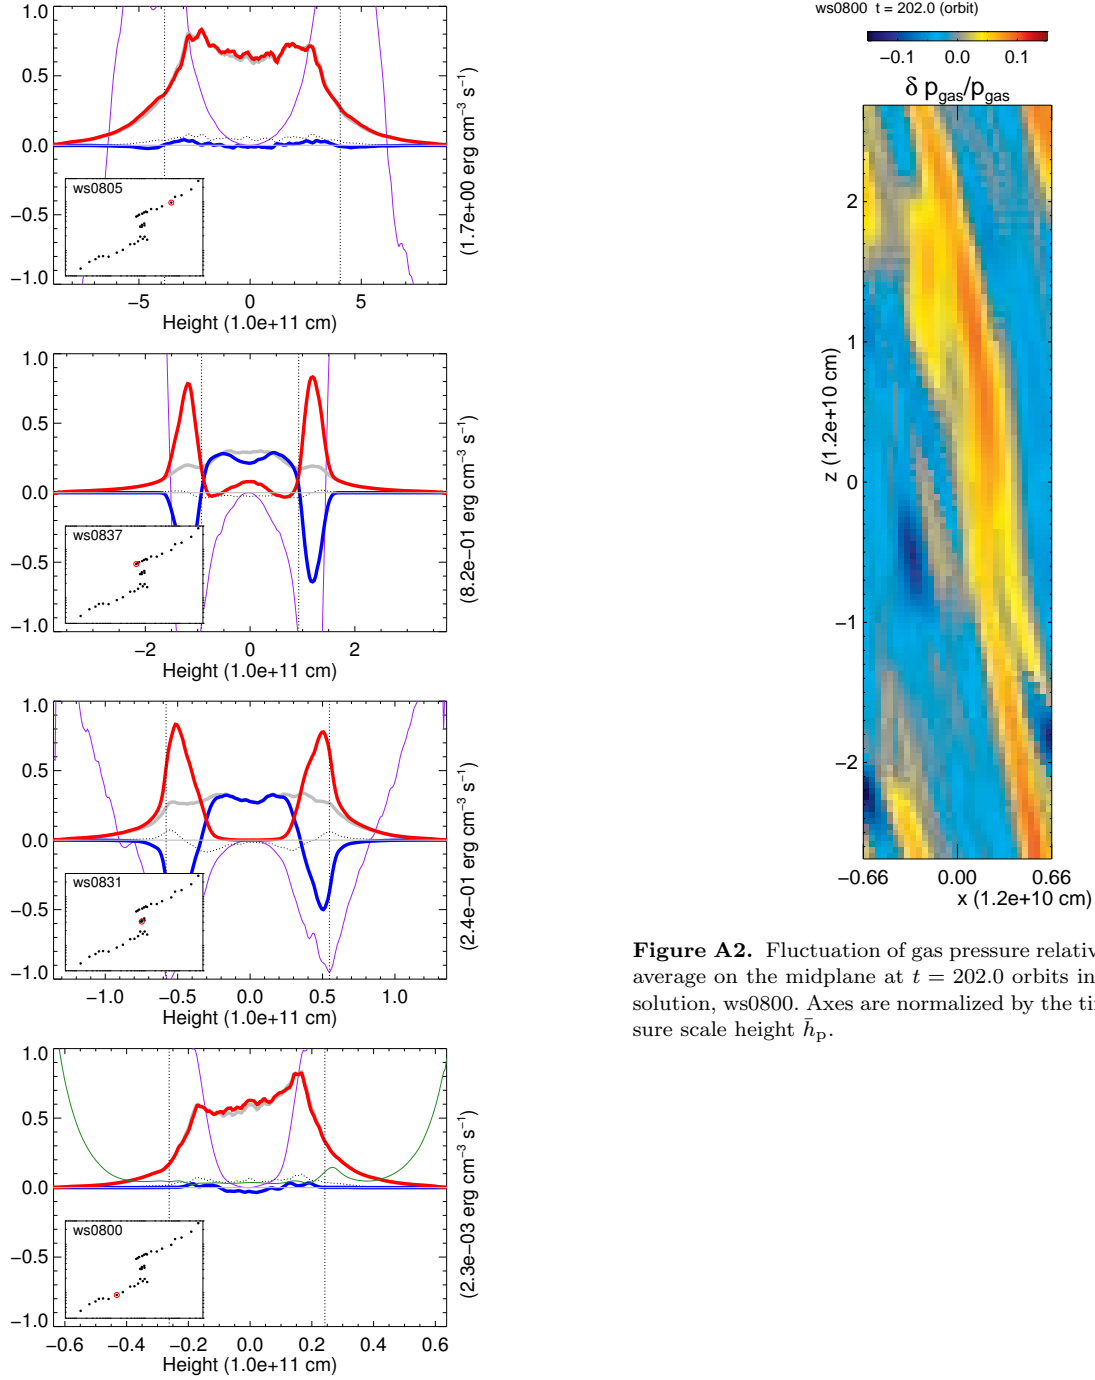 1.0
0.5
0.0
−0.5
−1.0
ws0805
−5
0
5
Height (1.0e+11 cm)
(1.7e+00 erg cm−3 s−1)
1.0
0.5
0.0
−0.5
−1.0
ws0837
−2
0
2
Height (1.0e+11 cm)
(8.2e−01 erg cm−3 s−1)
1.0
0.5
0.0
−0.5
−1.0
ws0831
−1.0
−0.5
0.0
0.5
1.0
Height (1.0e+11 cm)
(2.4e−01 erg cm−3 s−1)
1.0
0.5
0.0
−0.5
−1.0
ws0800
−0.6
−0.4
−0.2
0.0
0.2
0.4
0.6
Height (1.0e+11 cm)
(2.3e−03 erg cm−3 s−1)
ws0800 t = 202.0 (orbit)
−0.1
0.0
0.1
δ pgas/pgas
2
1
0
−1
−2
z (1.2e+10 cm)
−0.66
0.00
0.66
x (1.2e+10 cm)
Figure A2. Fluctuation of gas pressure relativ
average on the midplane at t = 202.0 orbits in
solution, ws0800. Axes are normalized by the ti
sure scale height h̄p.